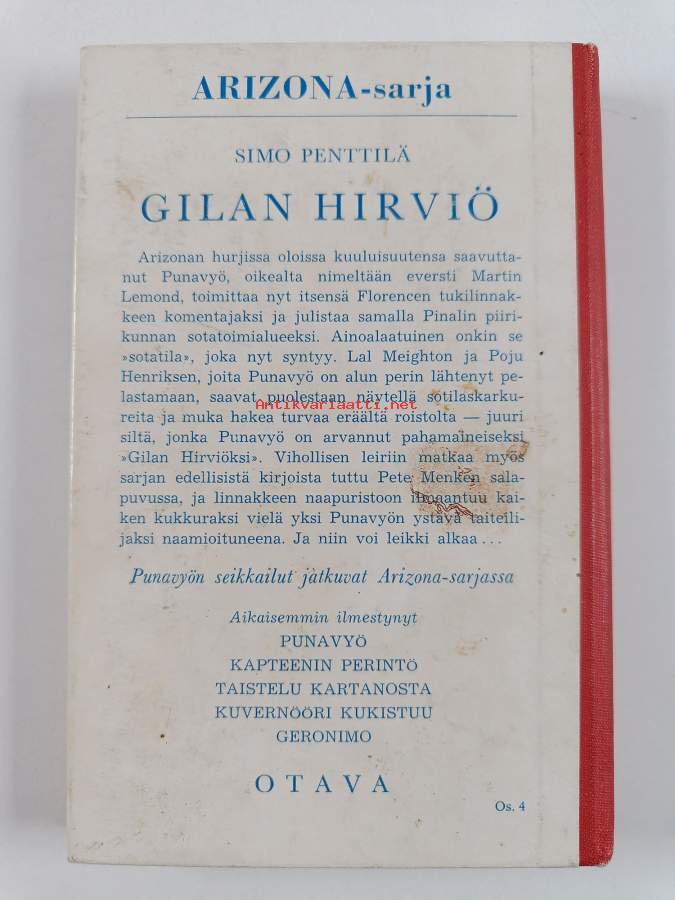 ARIZONA-sarja
SIMO PENTTILÄ
GILAN HIRVIÖ
Arizonan hurjissa oloissa kuuluisuutensa saavutta-
nut Punavyö, oikealta nimeltään eversti Martin
Lemond, toimittaa nyt itsensä Florencen tukilinnak-
keen komentajaksi ja julistaa samalla Pinalin piiri-
kunnan sotatoimialueeksi. Ainoalaatuinen onkin se
»sotatila», joka nyt syntyy. Lal Meighton ja Poju
Henriksen, joita Punavyö on alun perin lähtenyt pe-
lastamaan, saavat puolestaan näytellä sotilaskarku-
Antikvariaatti.net
reita ja muka hakea turvaa eräältä roistolta — juuri
siltä, jonka Punavyö on arvannut pahamaineiseksi
»Gilan Hirviöksi». Vihollisen leiriin matkaa myös
sarjan edellisistä kirjoista tuttu Pete Menken sala-
puvussa, ja linnakkeen naapuristoon ilmaantuu kai-
ken kukkuraksi vielä yksi Punavyön ystävä taiteili-
jaksi naamioituneena. Ja niin voi leikki alkaa ...
Punavyön seikkailut jatkuvat Arizona-sarjassa
Aikaisemmin ilmestynyt
PUNAVYÖ
KAPTEENIN PERINTÖ
TAISTELU KARTANOSTA
KUVERNÖÖRI KUKISTUU
GERONIMO
OTAVA
Os. 4